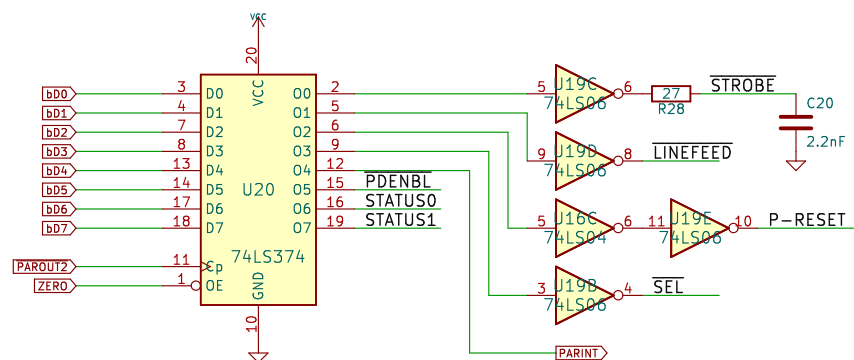 vcc
20
VCC
bD0 3 D0 O0 2
bD1 4 D1 O1 5
bD2 7 D2 O2 6
bD3 8 D3 O3 9
bD4 13 D4 O4 12
bD5 14 D5 O5 15 PDENBL
bD6 17 D6 O6 16 STATUS0
bD7 18 D7 O7 19 STATUS1
U20
74LS374
PAROUT2 11 Cp
ZERO 1 OE
GND
10
5 U19C 6
74LS06
27
R28
STROBE
C20
2.2nF
9 U19D 8
74LS06
LINEFEED
5 U16C 6
74LS04
11 U19E 10
74LS06
P-RESET
3 U19B 4
74LS06
SEL
PARINT